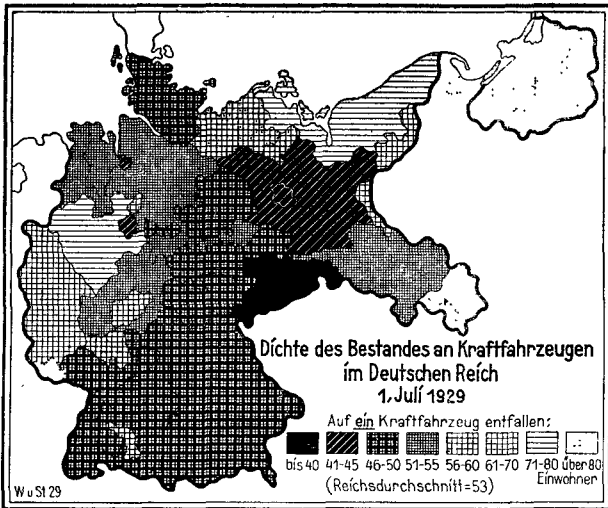 Dichte des Bestandes an Kraftfahrzeugen
im Deutschen Reich
1. Juli 1929
Auf ein Kraftfahrzeug entfallen:
bis 40 41-45 46-50 51-55 56-60 61-70 71-80 über 80
Einwohner
(Reichsdurchschnitt=53)
W u St 29